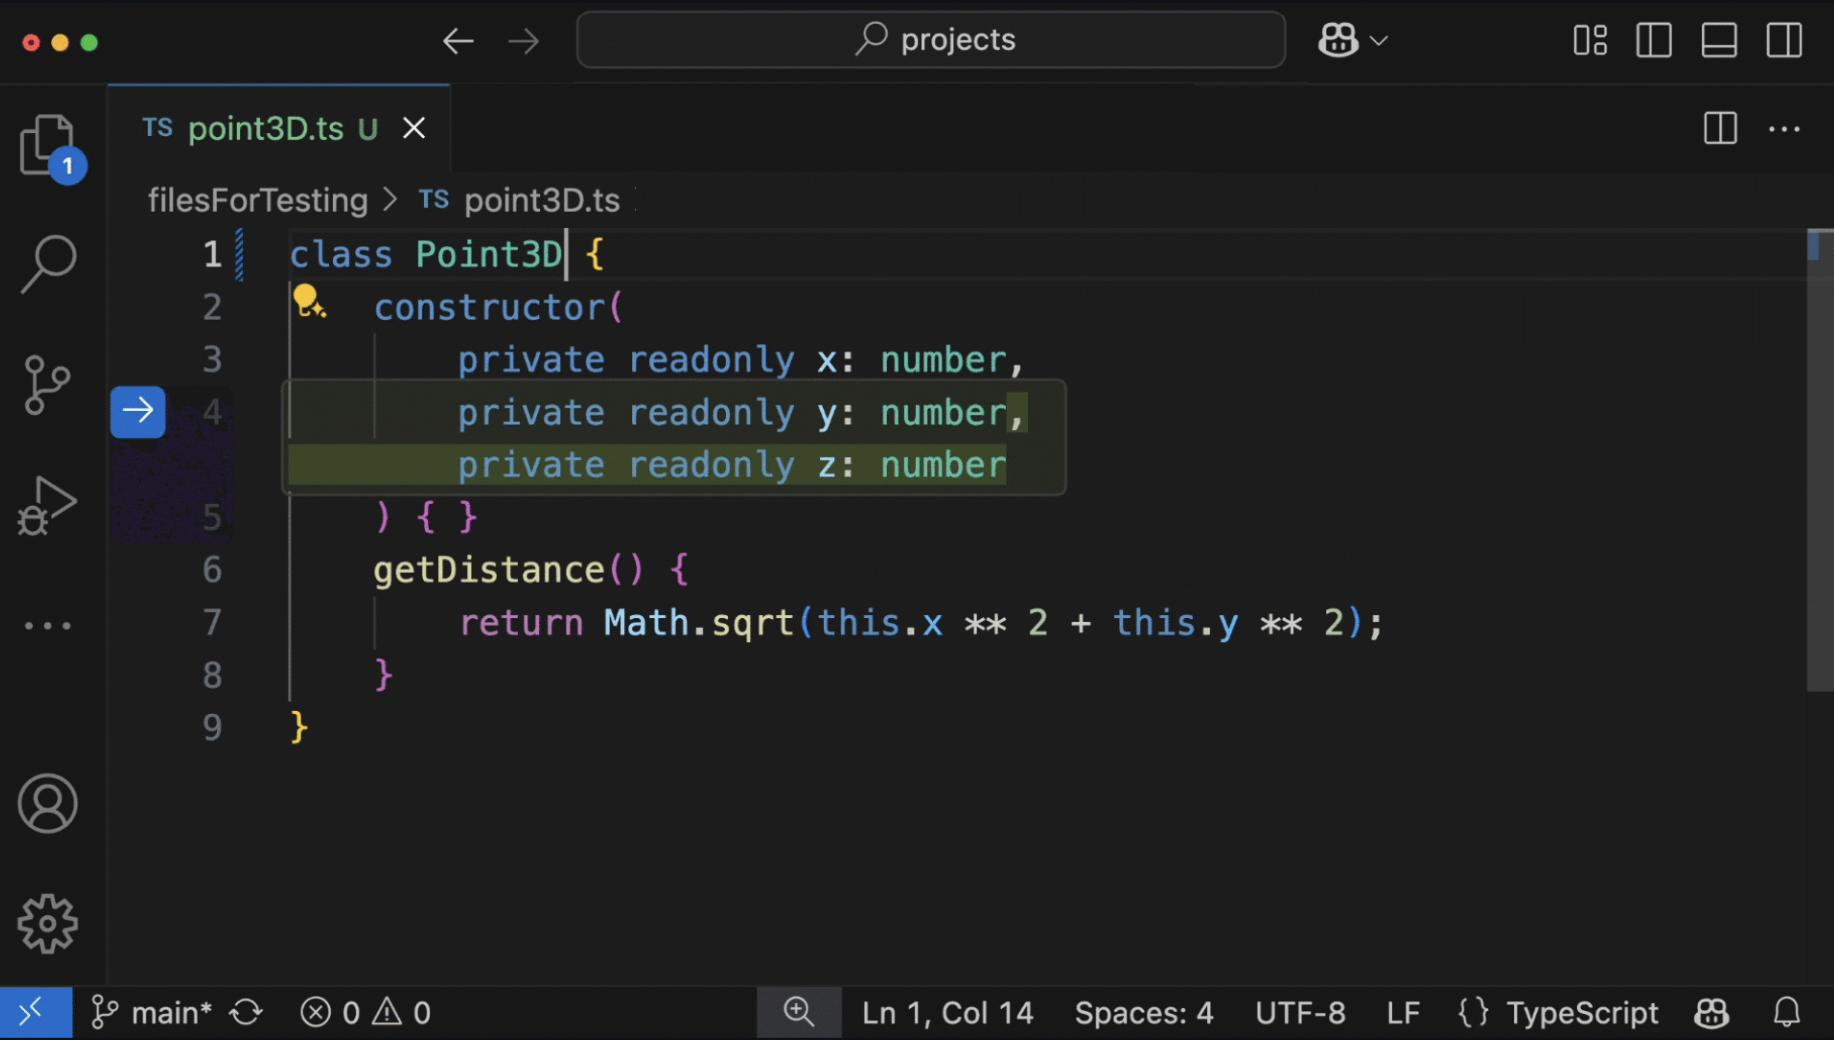 projects
TS point3D.ts U
1
filesForTesting > TS point3D.ts
1 class Point3D {
2 constructor(
3 private readonly x: number,
4 private readonly y: number,
private readonly z: number
5 ) { }
6 getDistance() {
7 return Math.sqrt(this.x ** 2 + this.y ** 2);
8 }
9 }
main* 0 0 Ln 1, Col 14 Spaces: 4 UTF-8 LF {} TypeScript